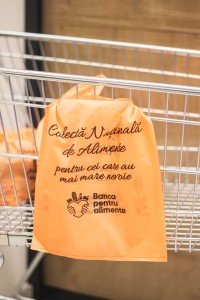 Colectă Națională
de Alimente
pentru cei care au
mai mare nevoie
Banca
pentru
alimente